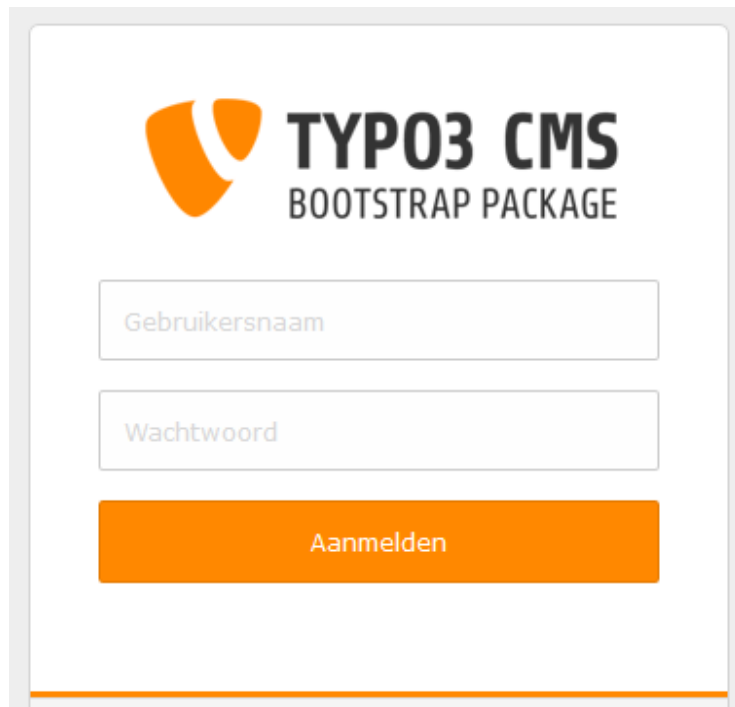 TYPO3 CMS
BOOTSTRAP PACKAGE
Gebruikersnaam
Wachtwoord
Aanmelden